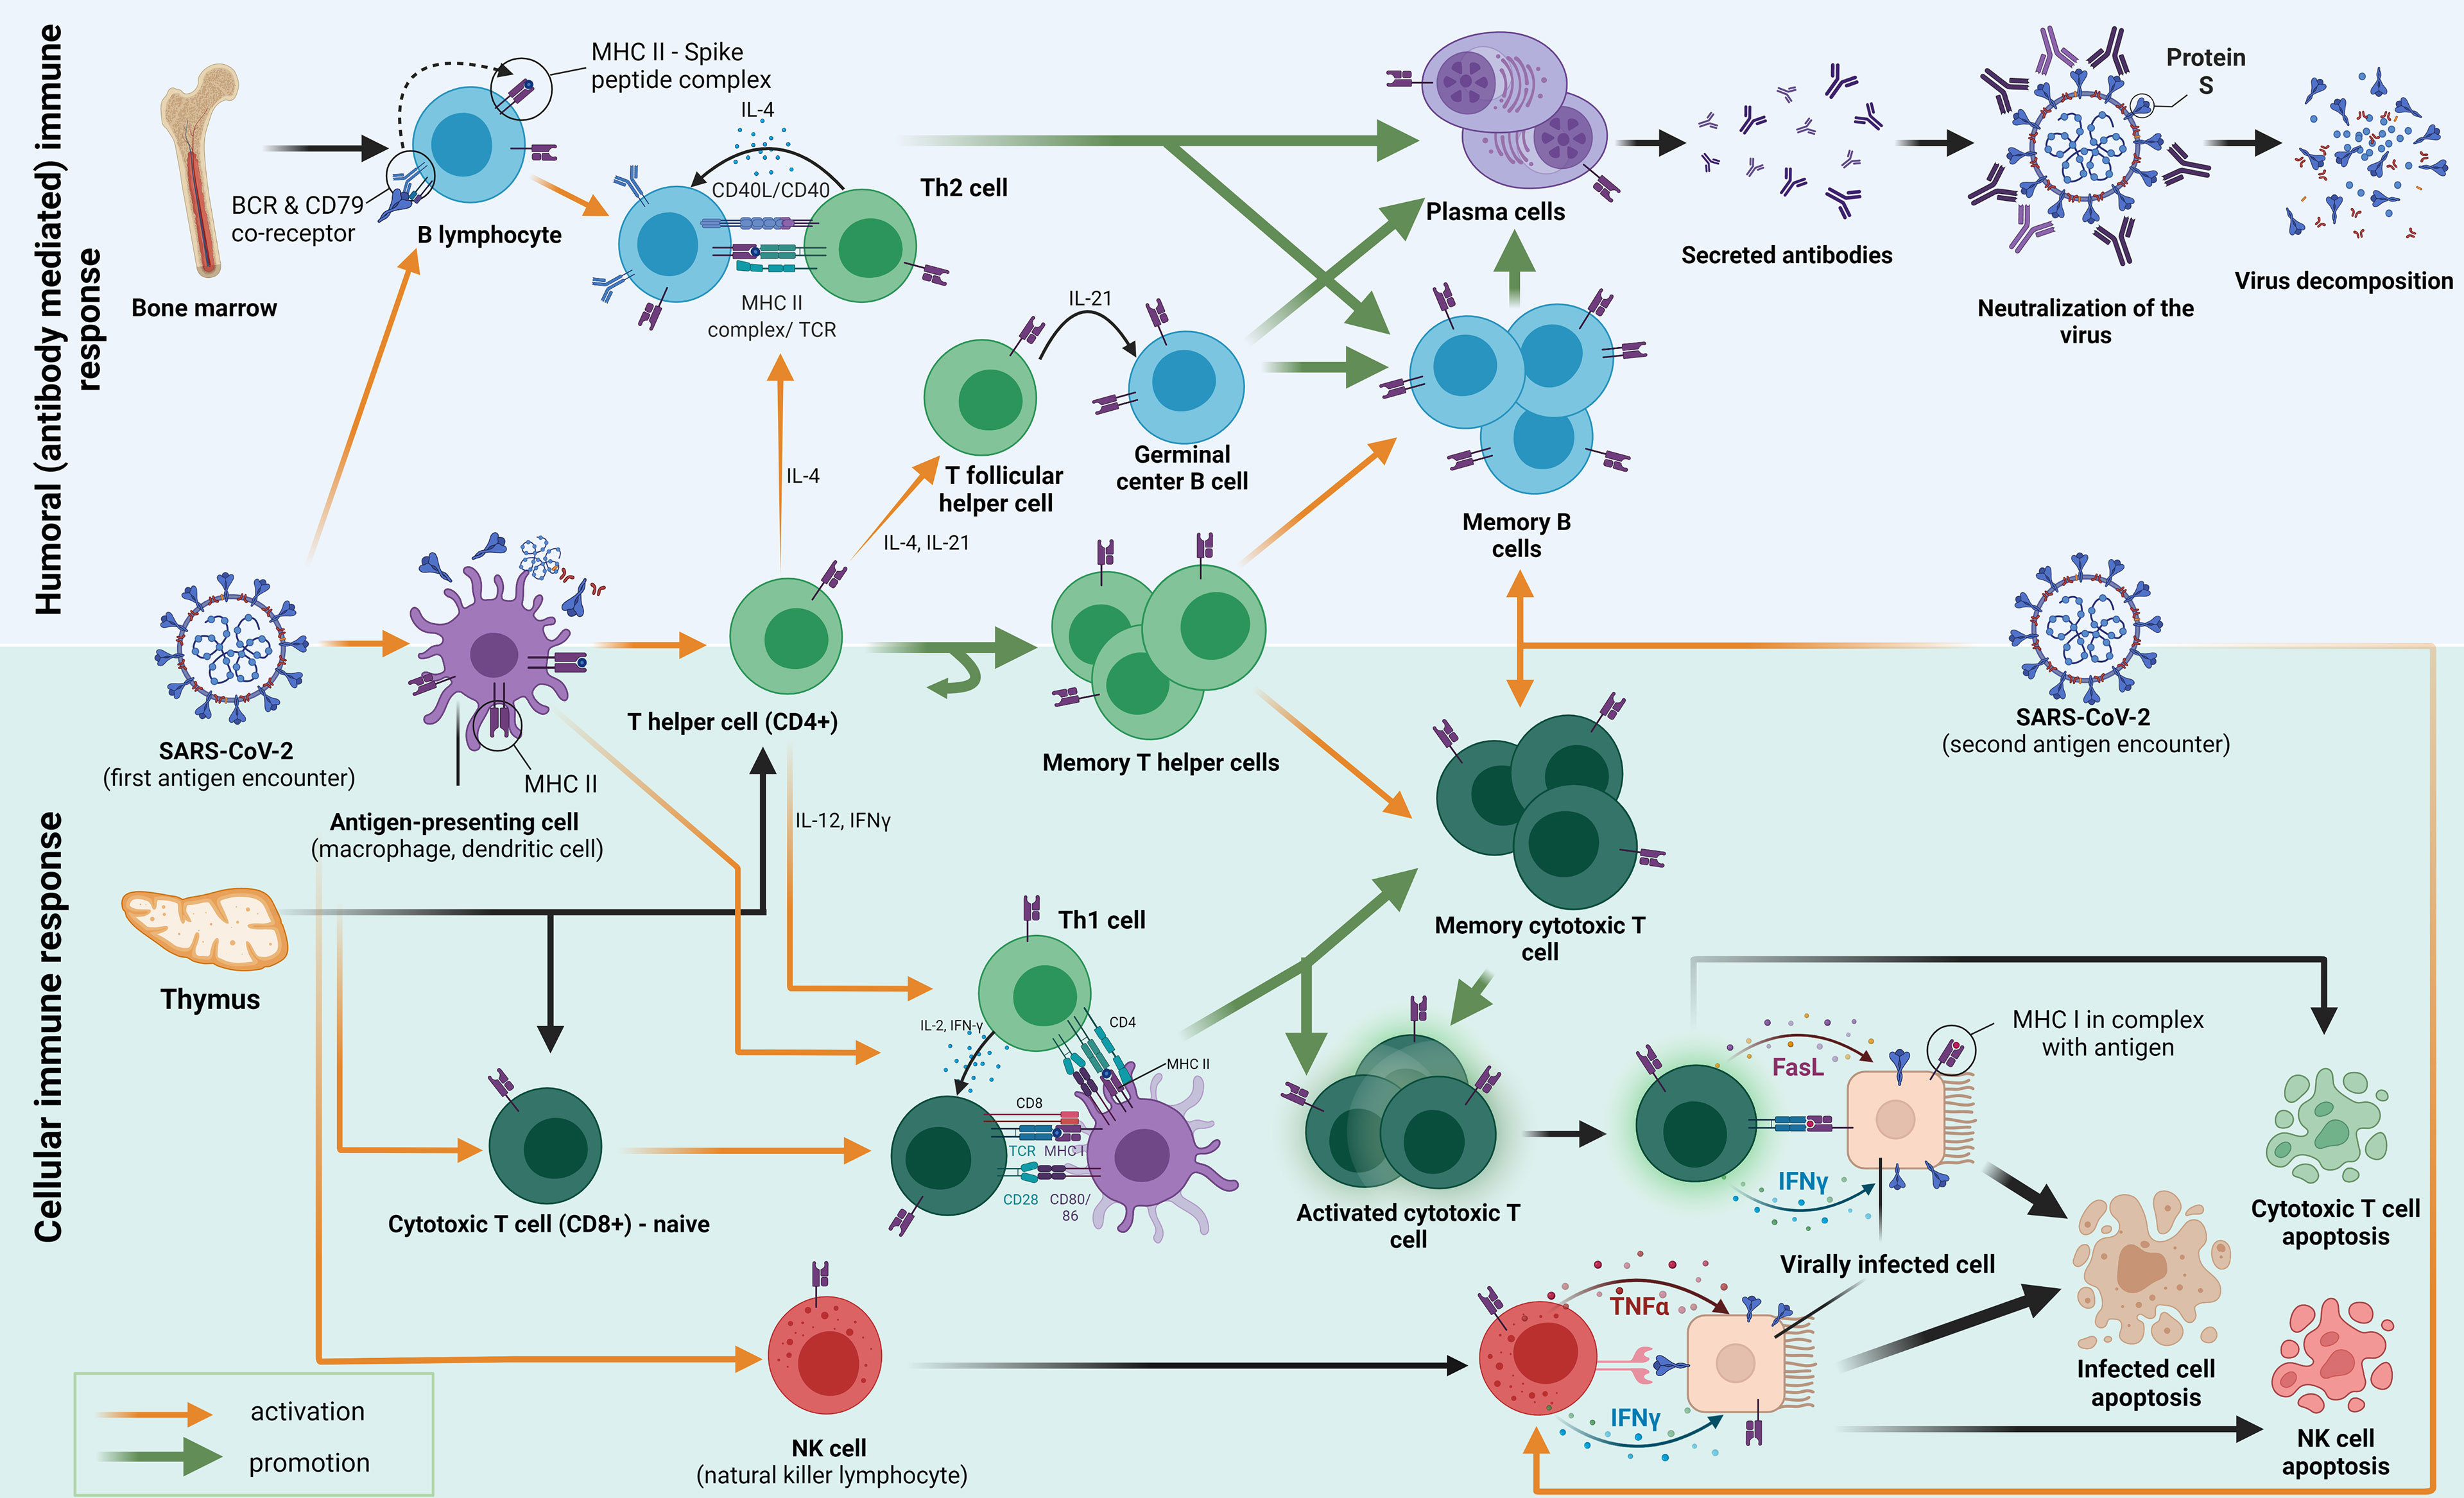 Humoral (antibody mediated) immune
response
MHC II - Spike
peptide complex
BCR & CD79
co-receptor
B lymphocyte
Bone marrow
IL-4
CD40L/CD40
Th2 cell
MHC II
complex/ TCR
Plasma cells
Secreted antibodies
Protein
S
Neutralization of the
virus
Virus decomposition
IL-21
T follicular
helper cell
Germinal
center B cell
IL-4
IL-4, IL-21
Memory B
cells
SARS-CoV-2
(first antigen encounter)
MHC II
Antigen-presenting cell
(macrophage, dendritic cell)
T helper cell (CD4+)
Memory T helper cells
SARS-CoV-2
(second antigen encounter)
Cellular immune response
IL-12, IFNγ
Thymus
Th1 cell
IL-2, IFN-γ
CD4
MHC II
CD8
TCR
MHC I
CD28
CD80/
86
Memory cytotoxic T
cell
Cytotoxic T cell (CD8+) - naive
Activated cytotoxic T
cell
FasL
IFNγ
MHC I in complex
with antigen
Virally infected cell
Cytotoxic T cell
apoptosis
NK cell
(natural killer lymphocyte)
TNFα
IFNγ
Infected cell
apoptosis
NK cell
apoptosis
activation
promotion